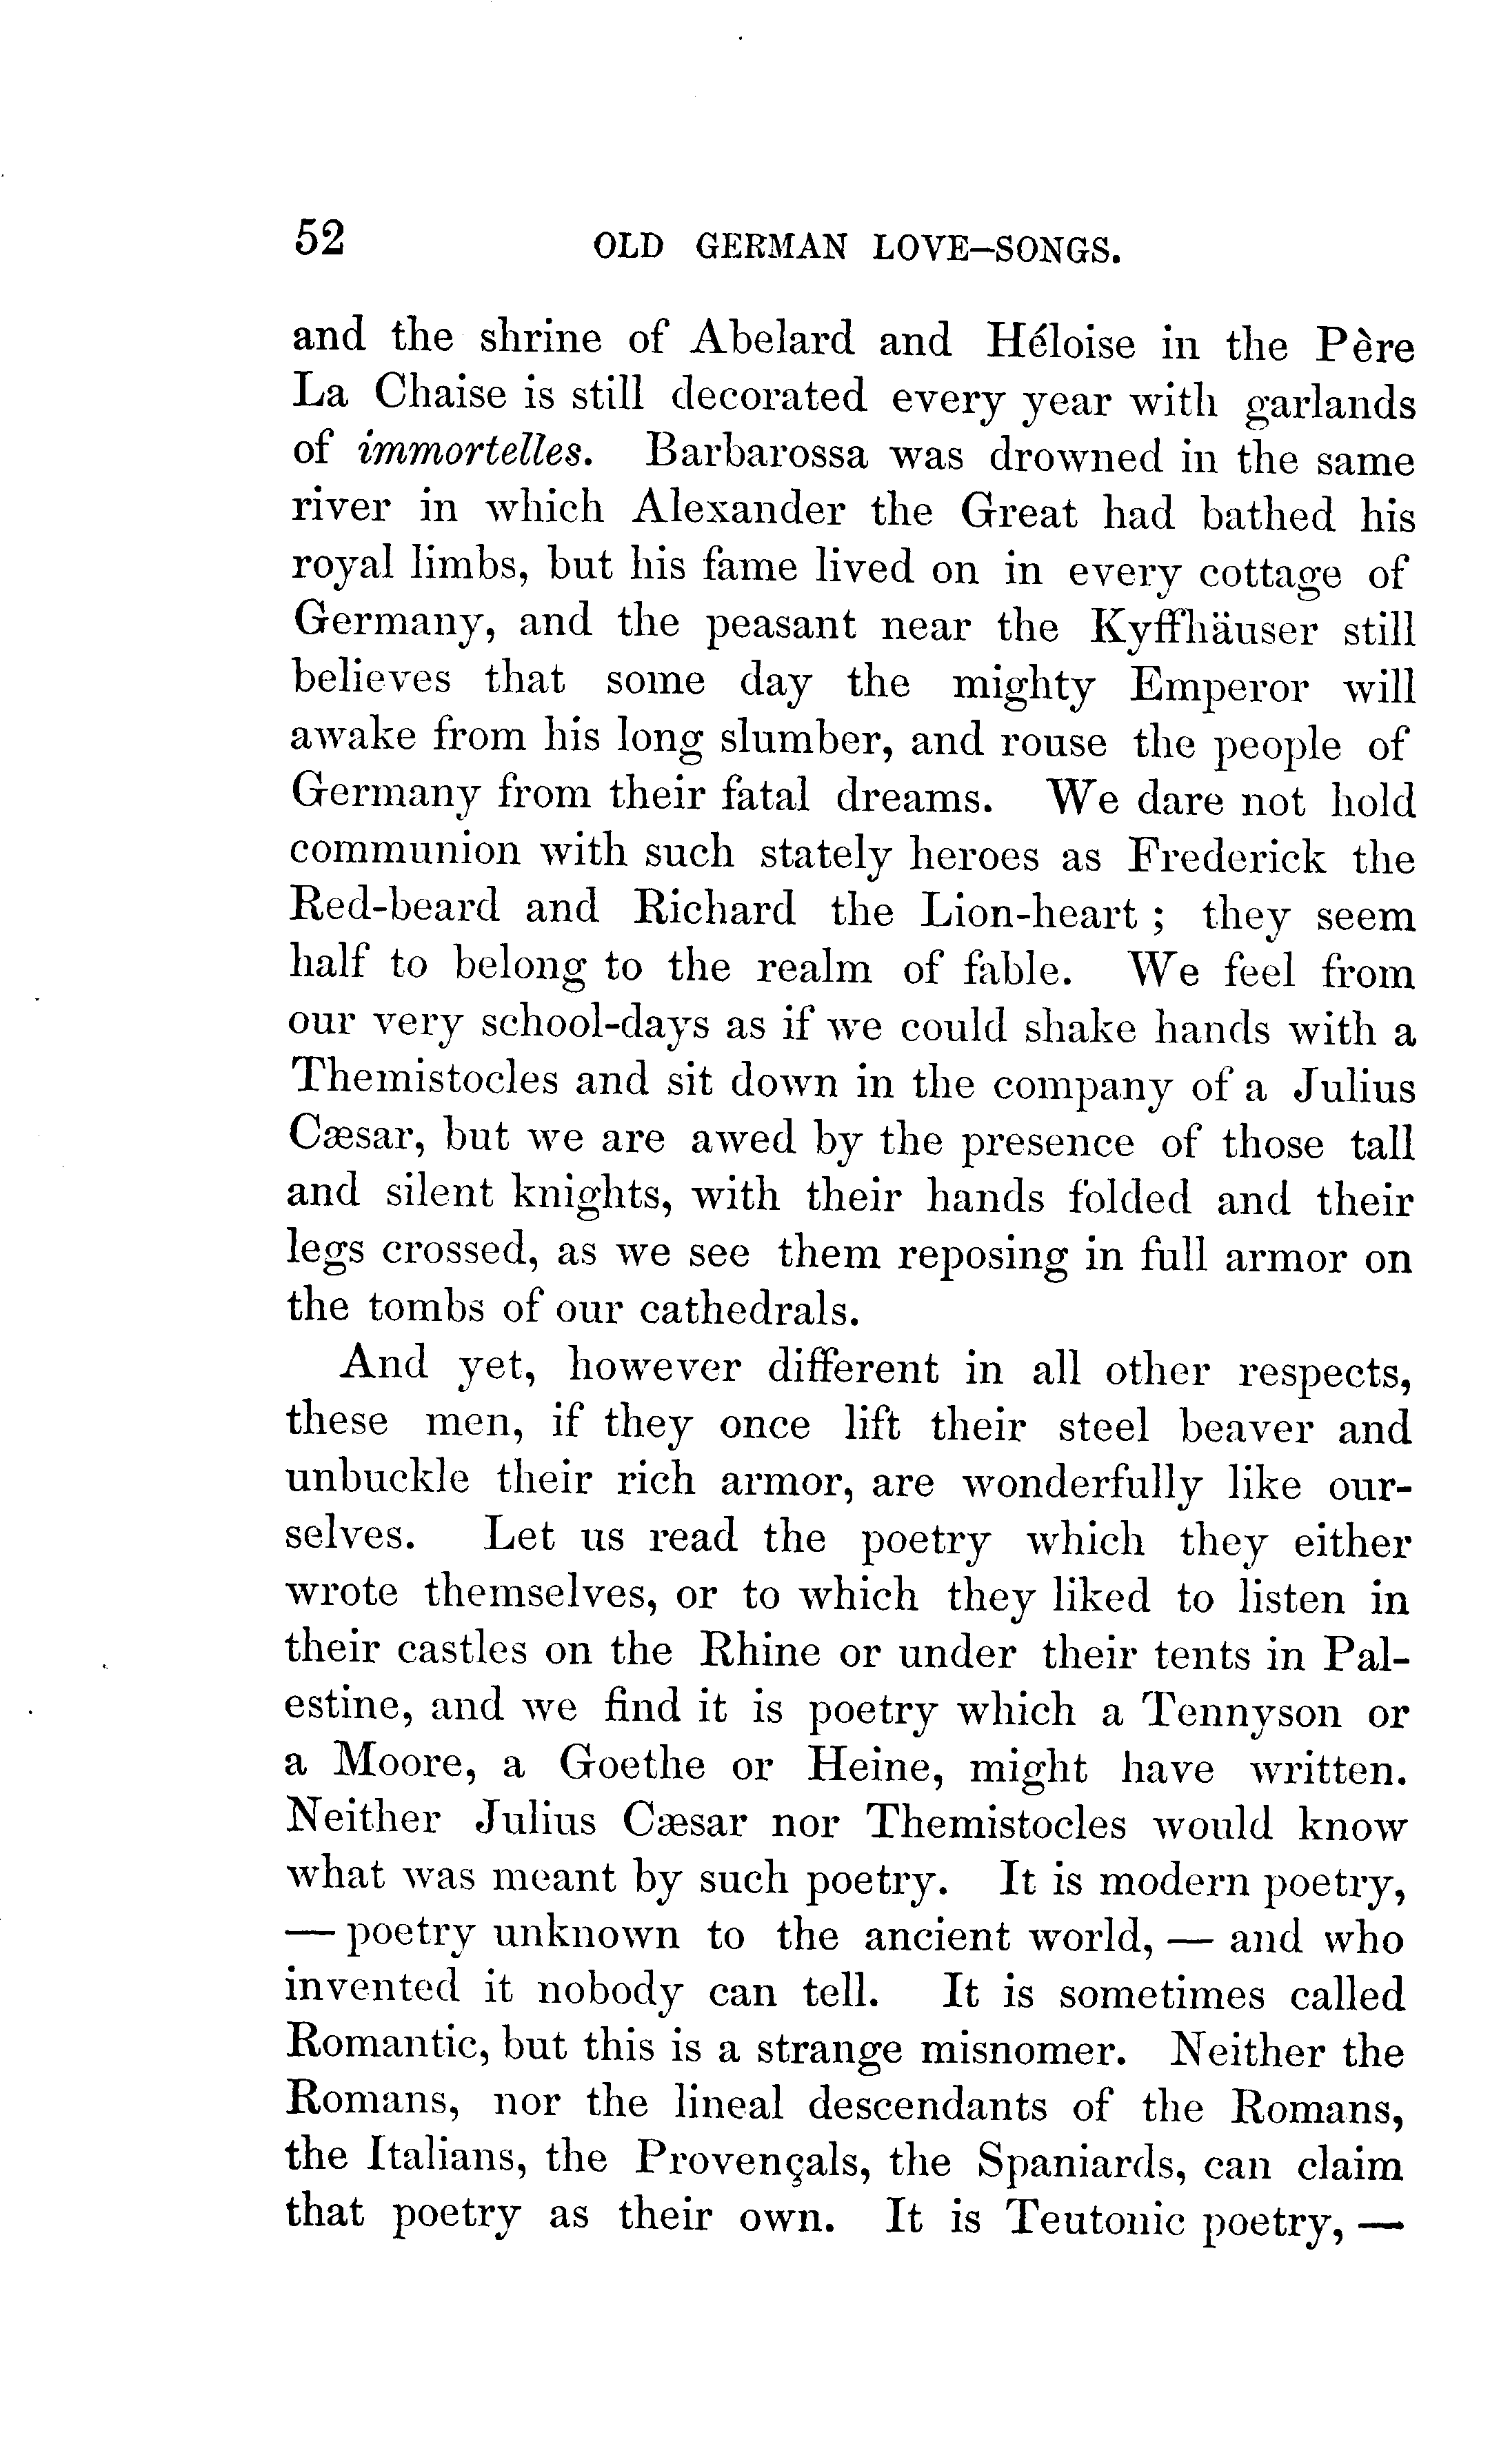 52 OLD GERMAN LOVE-SONGS.
and the shrine of Abelard and Héloise in the Père
La Chaise is still decorated every year with garlands
of immortelles. Barbarossa was drowned in the same
river in which Alexander the Great had bathed his
royal limbs, but his fame lived on in every cottage of
Germany, and the peasant near the Kyffhäuser still
believes that some day the mighty Emperor will
awake from his long slumber, and rouse the people of
Germany from their fatal dreams. We dare not hold
communion with such stately heroes as Frederick the
Red-beard and Richard the Lion-heart ; they seem
half to belong to the realm of fable. We feel from
our very school-days as if we could shake hands with a
Themistocles and sit down in the company of a Julius
Cæsar, but we are awed by the presence of those tall
and silent knights, with their hands folded and their
legs crossed, as we see them reposing in full armor on
the tombs of our cathedrals.
And yet, however different in all other respects,
these men, if they once lift their steel beaver and
unbuckle their rich armor, are wonderfully like our-
selves. Let us read the poetry which they either
wrote themselves, or to which they liked to listen in
their castles on the Rhine or under their tents in Pal-
estine, and we find it is poetry which a Tennyson or
a Moore, a Goethe or Heine, might have written.
Neither Julius Cæsar nor Themistocles would know
what was meant by such poetry. It is modern poetry,
— poetry unknown to the ancient world, — and who
invented it nobody can tell. It is sometimes called
Romantic, but this is a strange misnomer. Neither the
Romans, nor the lineal descendants of the Romans,
the Italians, the Provençals, the Spaniards, can claim
that poetry as their own. It is Teutonic poetry, —